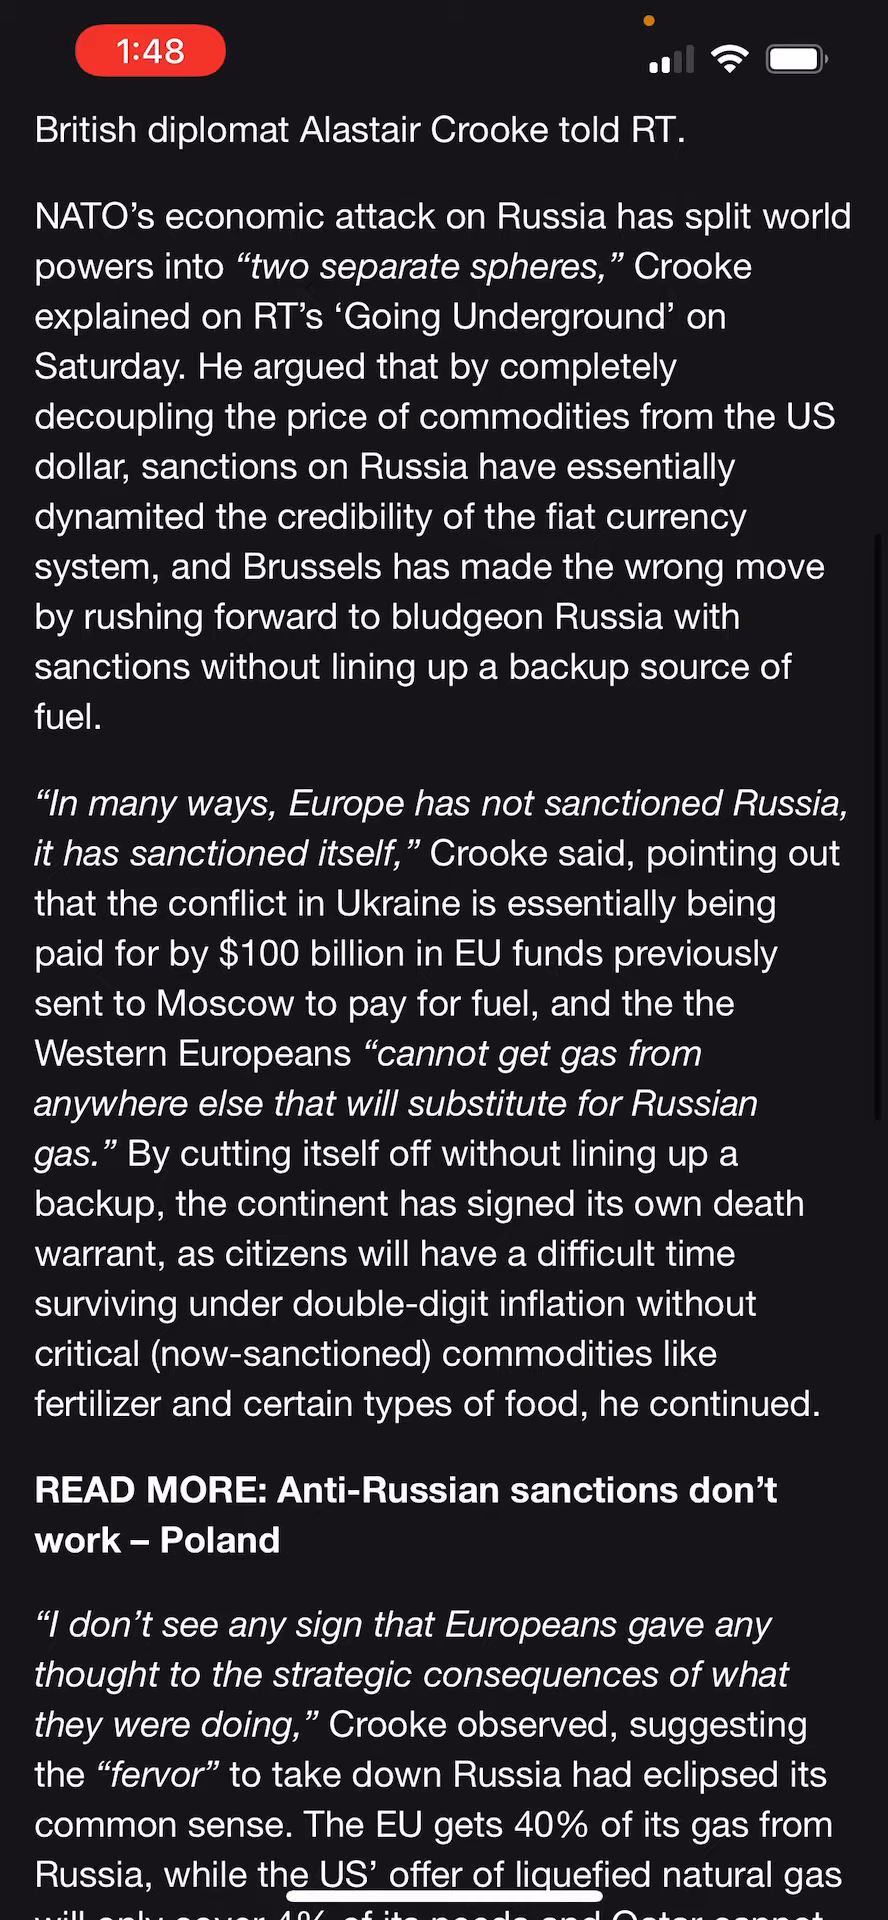 1:48
British diplomat Alastair Crooke told RT.
NATO’s economic attack on Russia has split world
powers into “two separate spheres,” Crooke
explained on RT’s ‘Going Underground’ on
Saturday. He argued that by completely
decoupling the price of commodities from the US
dollar, sanctions on Russia have essentially
dynamited the credibility of the fiat currency
system, and Brussels has made the wrong move
by rushing forward to bludgeon Russia with
sanctions without lining up a backup source of
fuel.
“In many ways, Europe has not sanctioned Russia,
it has sanctioned itself,” Crooke said, pointing out
that the conflict in Ukraine is essentially being
paid for by $100 billion in EU funds previously
sent to Moscow to pay for fuel, and the the
Western Europeans “cannot get gas from
anywhere else that will substitute for Russian
gas.” By cutting itself off without lining up a
backup, the continent has signed its own death
warrant, as citizens will have a difficult time
surviving under double-digit inflation without
critical (now-sanctioned) commodities like
fertilizer and certain types of food, he continued.
READ MORE: Anti-Russian sanctions don’t
work – Poland
“I don’t see any sign that Europeans gave any
thought to the strategic consequences of what
they were doing,” Crooke observed, suggesting
the “fervor” to take down Russia had eclipsed its
common sense. The EU gets 40% of its gas from
Russia, while the US’ offer of liquefied natural gas
will only cover 4% of its needs and Qatar cannot